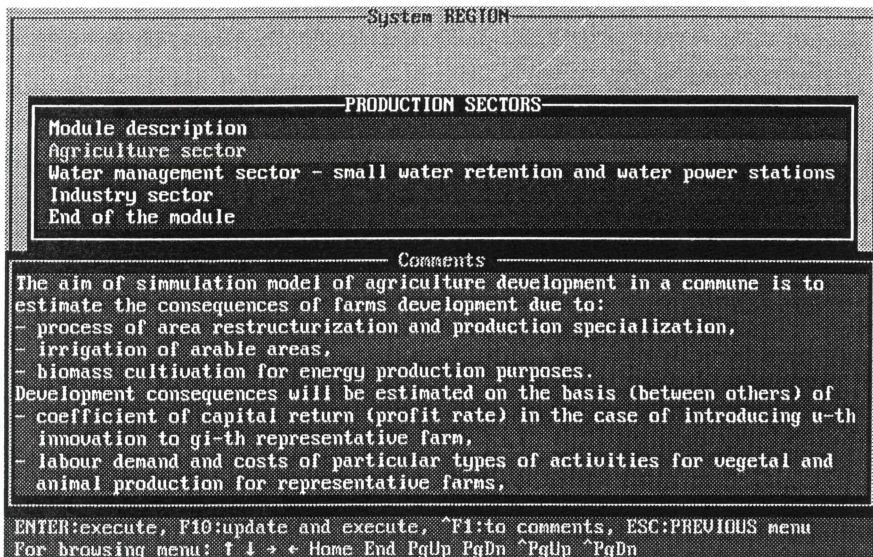 System REGION
PRODUCTION SECTORS
Module description
Agriculture sector
Water management sector - small water retention and water power stations
Industry sector
End of the module
Comments
The aim of simmulation model of agriculture development in a commune is to
estimate the consequences of farms development due to:
- process of area restructurization and production specialization,
- irrigation of arable areas,
- biomass cultivation for energy production purposes.
Development consequences will be estimated on the basis (between others) of
- coefficient of capital return (profit rate) in the case of introducing u-th
innovation to gi-th representative farm,
- labour demand and costs of particular types of activities for vegetal and
animal production for representative farms,
ENTER:execute, F10:update and execute, ^F1:to comments, ESC:PREVIOUS menu
For browsing menu: ↑ ↓ → ← Home End PgUp PgDn ^PgUp ^PgDn